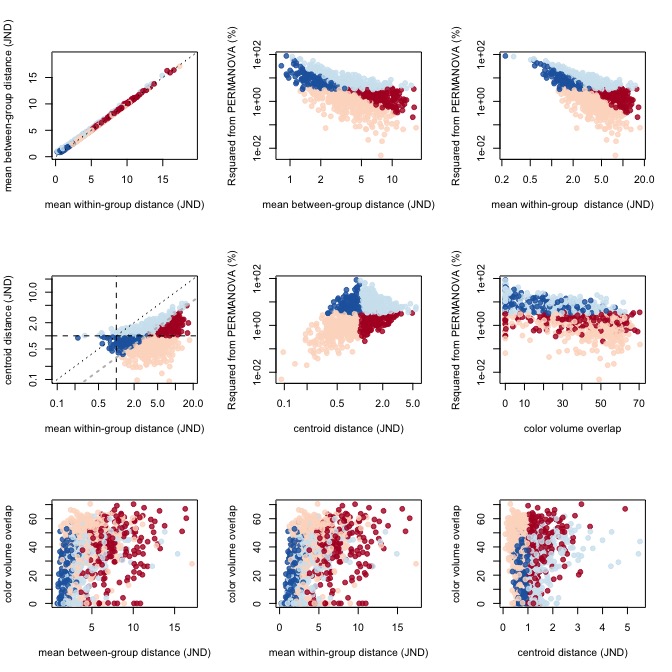 mean between-group distance (JND)
15
10
5
0
0 5 10 15
mean within-group distance (JND)
Rsquared from PERMANOVA (%)
1e+02
1e+00
1e-02
1 2 5 10
mean between-group distance (JND)
Rsquared from PERMANOVA (%)
1e+02
1e+00
1e-02
0.2 0.5 2.0 5.0 20.0
mean within-group distance (JND)
centroid distance (JND)
10.0
2.0
0.5
0.1
0.1 0.5 2.0 5.0 20.0
mean within-group distance (JND)
Rsquared from PERMANOVA (%)
1e+02
1e+00
1e-02
0.1 0.5 2.0 5.0
centroid distance (JND)
Rsquared from PERMANOVA (%)
1e+02
1e+00
1e-02
0 10 30 50 70
color volume overlap
color volume overlap
60
40
20
0
5 10 15
mean between-group distance (JND)
color volume overlap
60
40
20
0
0 5 10 15
mean within-group distance (JND)
color volume overlap
60
40
20
0
0 1 2 3 4 5
centroid distance (JND)